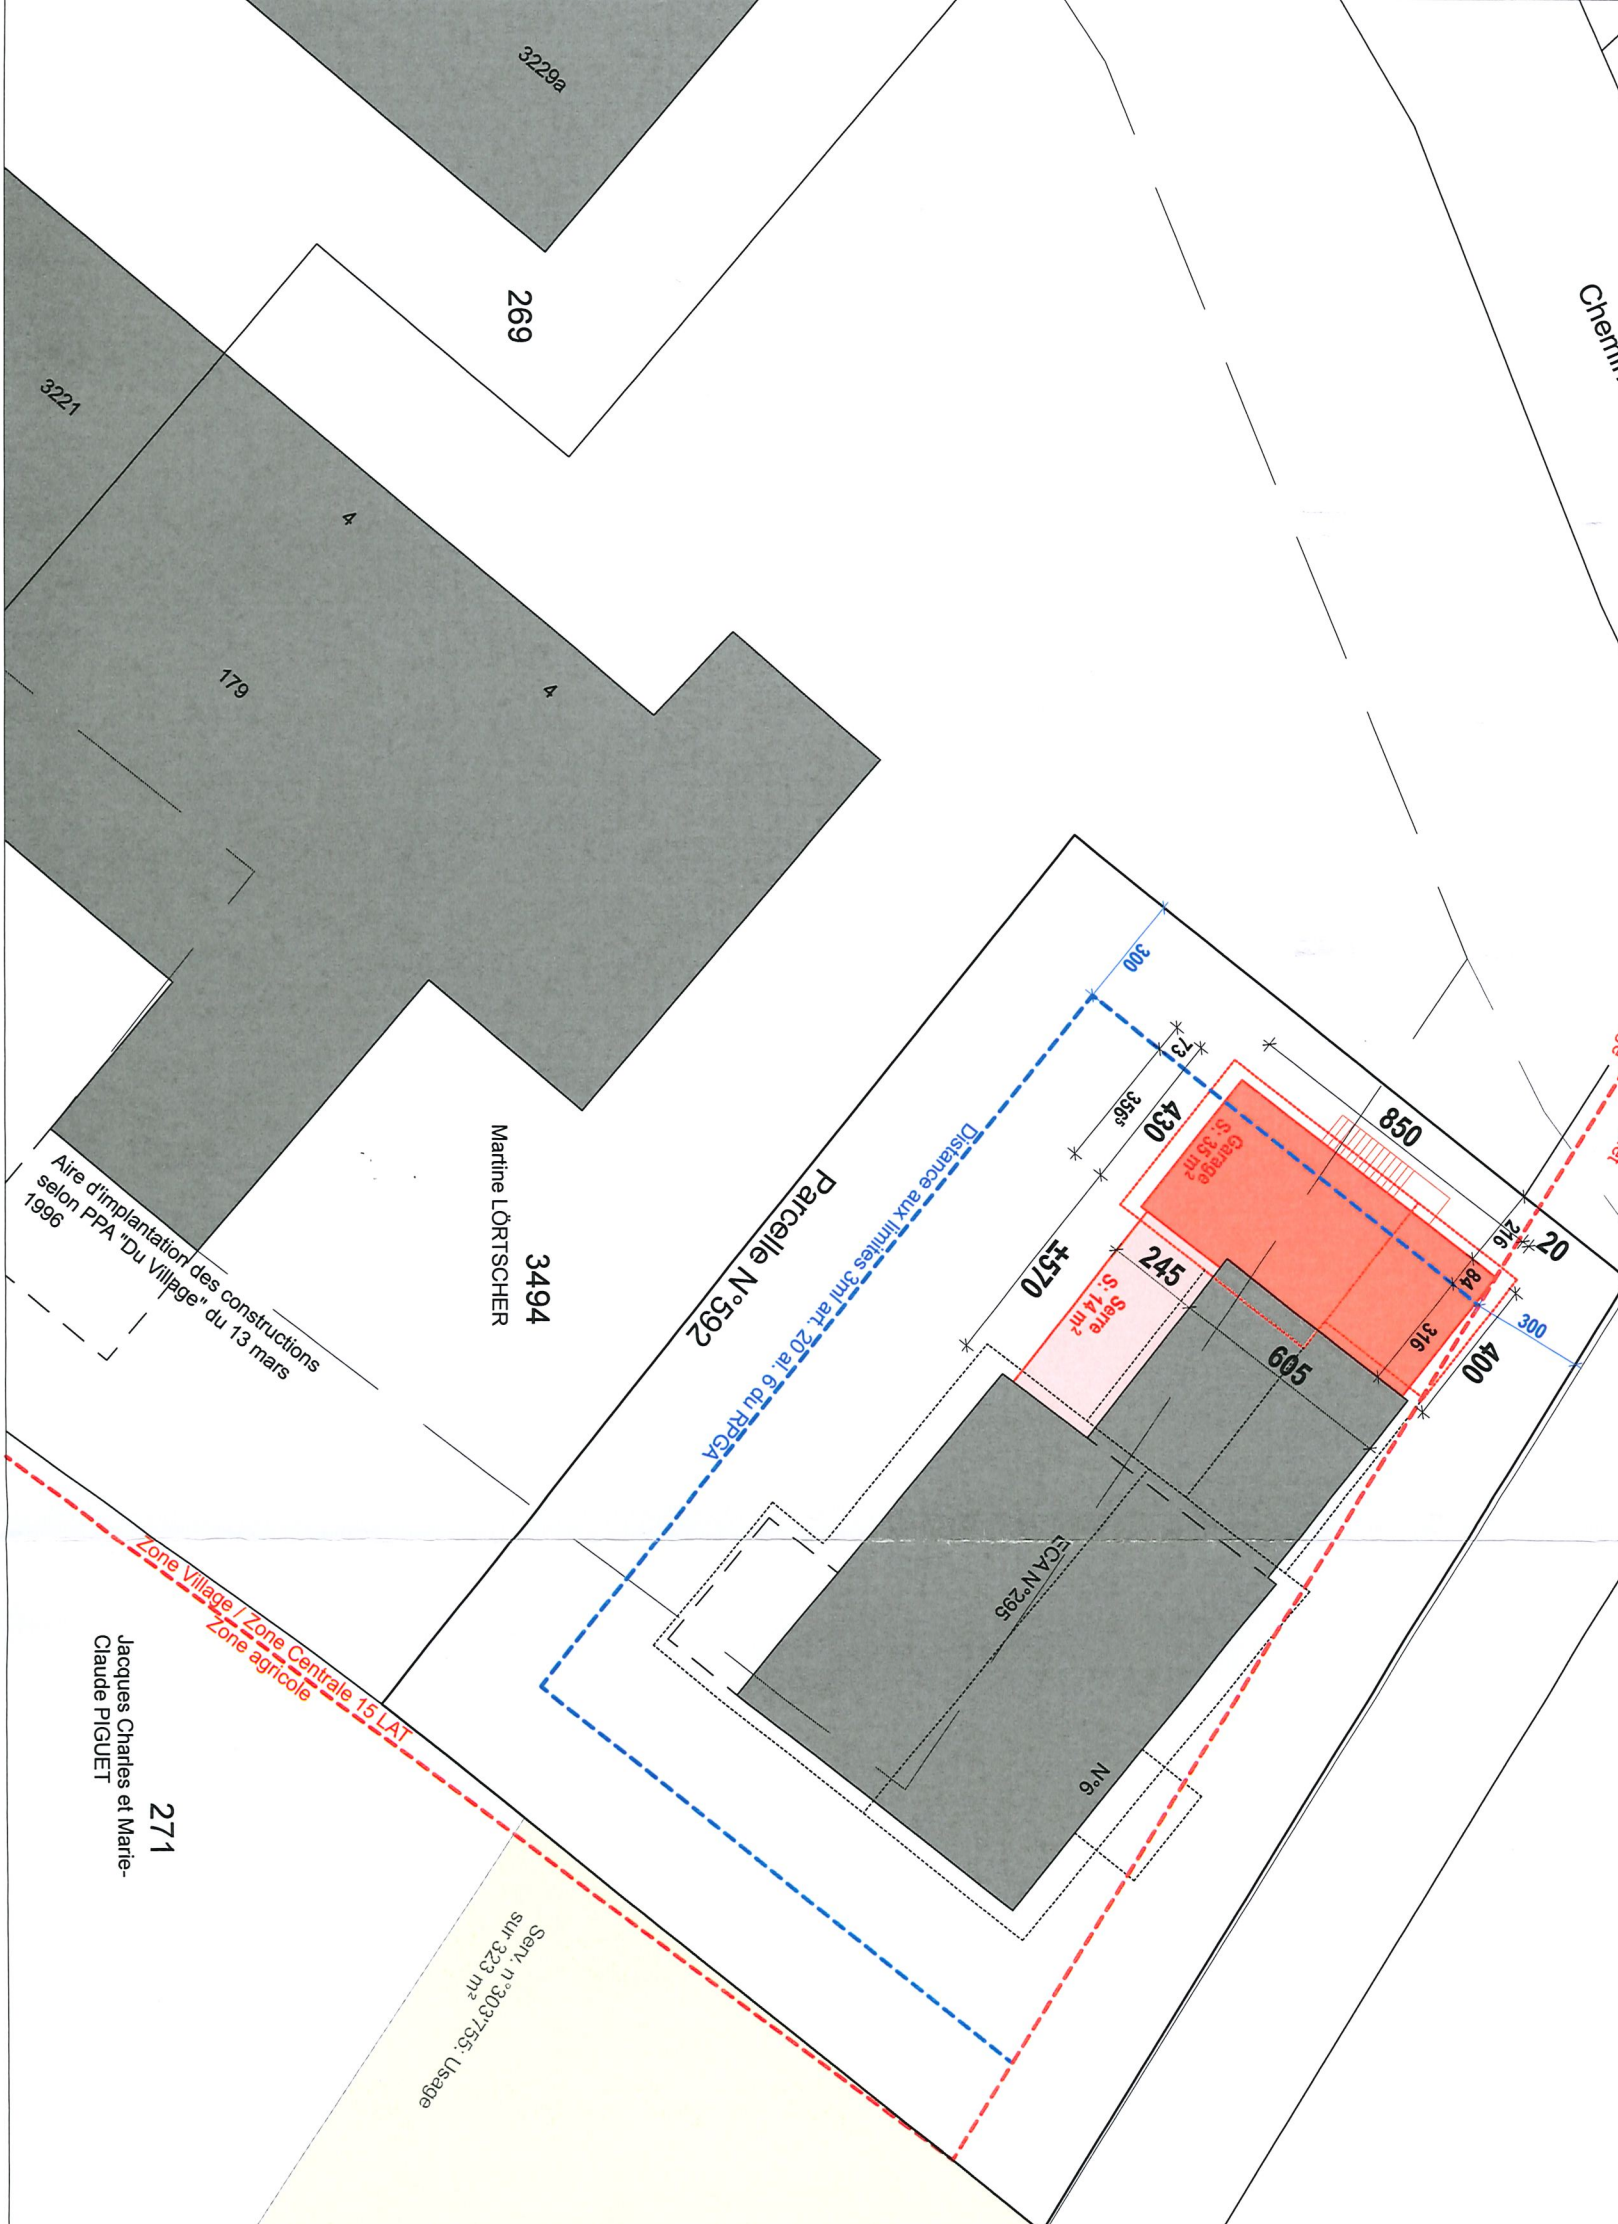 3229a
269
3221
4
179
4
Chemin
300
73
356⁵
430
850
216
20
84
300
316
400
Garage
S: 35 m²
±570
245
Serre
S: 14 m²
605
Distance aux limites 3ml art. 20 al. 6 du RPGA
Parcelle N°592
3494
Martine LÖRTSCHER
Aire d'implantation des constructions
selon PPA "Du Village" du 13 mars
1996
ECA N°295
N°6
Zone Village / Zone Centrale 15 LAT
Zone agricole
271
Jacques Charles et Marie-
Claude PIGUET
Serv. n°303'755: Usage
sur 323 m²